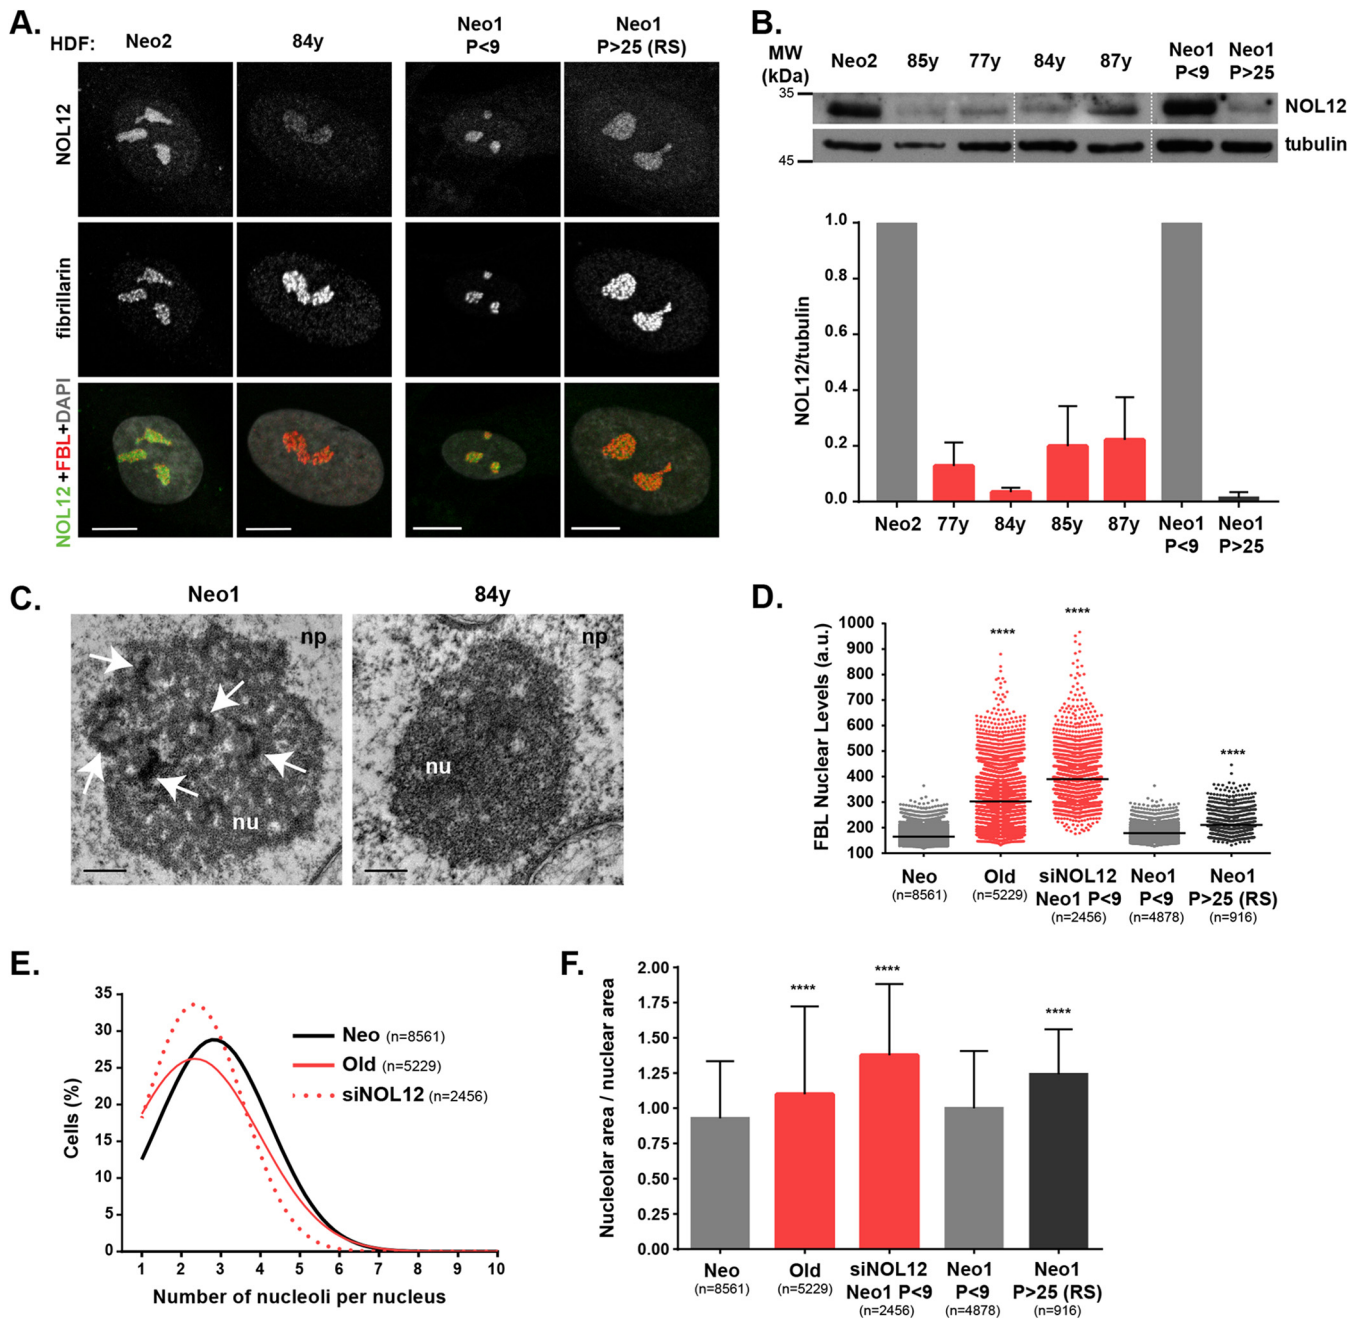 A.
HDF:
Neo2
84y
Neo1
P<9
Neo1
P>25 (RS)
NOL12
fibrillarin
NOL12+FBL+DAPI
B.
MW
(kDa)
Neo2
85y
77y
84y
87y
Neo1
P<9
Neo1
P>25
35
NOL12
tubulin
45
NOL12/tubulin
1.0
0.8
0.6
0.4
0.2
0.0
Neo2
77y
84y
85y
87y
Neo1
P<9
Neo1
P>25
C.
Neo1
84y
np
nu
np
nu
D.
FBL Nuclear Levels (a.u.)
1000
900
800
700
600
500
400
300
200
100
****
****
****
Neo
(n=8561)
Old
(n=5229)
siNOL12
Neo1 P<9
(n=2456)
Neo1
P<9
(n=4878)
Neo1
P>25 (RS)
(n=916)
E.
Cells (%)
35
30
25
20
15
10
5
0
Neo (n=8561)
Old (n=5229)
siNOL12 (n=2456)
1 2 3 4 5 6 7 8 9 10
Number of nucleoli per nucleus
F.
Nucleolar area / nuclear area
2.00
1.75
1.50
1.25
1.00
0.75
0.50
0.25
0.00
****
****
****
Neo
(n=8561)
Old
(n=5229)
siNOL12
Neo1 P<9
(n=2456)
Neo1
P<9
(n=4878)
Neo1
P>25 (RS)
(n=916)